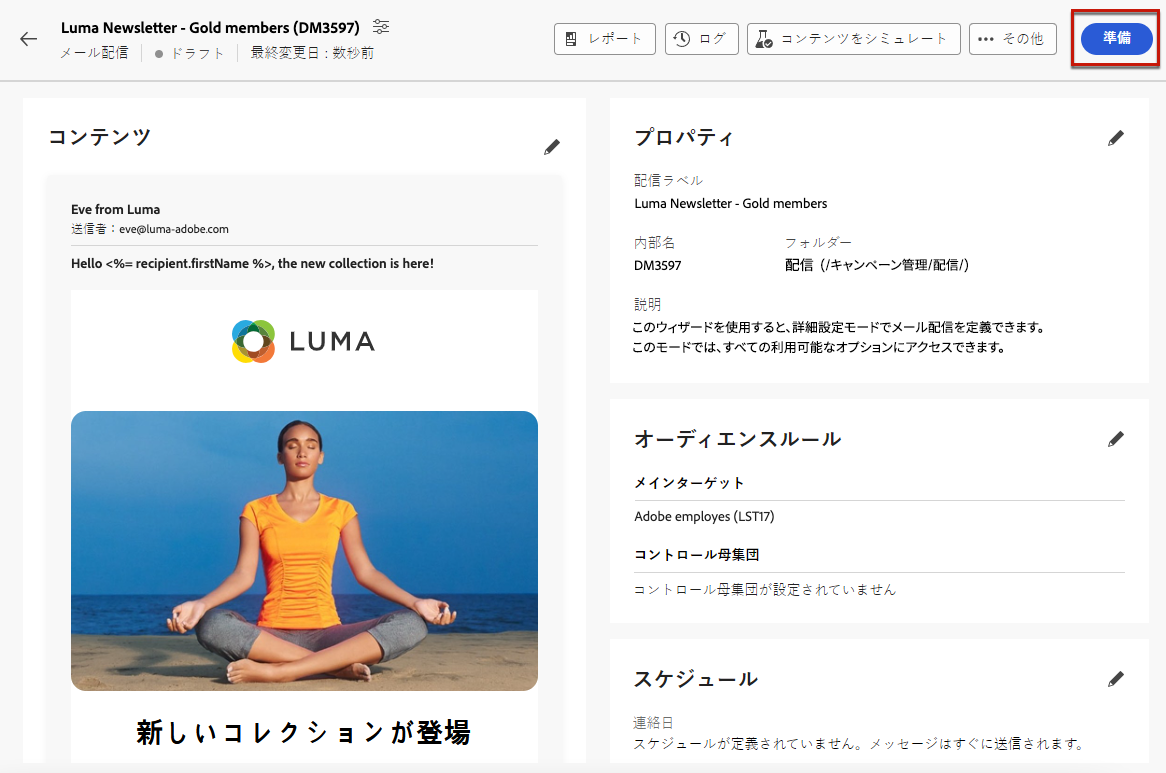 Luma Newsletter - Gold members (DM3597)
メール配信
ドラフト
最終変更日 : 数秒前
レポート
ログ
コンテンツをシミュレート
その他
準備
コンテンツ
Eve from Luma
送信者：eve@luma-adobe.com
Hello <%= recipient.firstName %>, the new collection is here!
LUMA
新しいコレクションが登場
プロパティ
配信ラベル
Luma Newsletter - Gold members
内部名
フォルダー
DM3597
配信（/キャンペーン管理/配信/)
説明
このウィザードを使用すると、詳細設定モードでメール配信を定義できます。
このモードでは、すべての利用可能なオプションにアクセスできます。
オーディエンスルール
メインターゲット
Adobe employes (LST17)
コントロール母集団
コントロール母集団が設定されていません
スケジュール
連絡日
スケジュールが定義されていません。メッセージはすぐに送信されます。